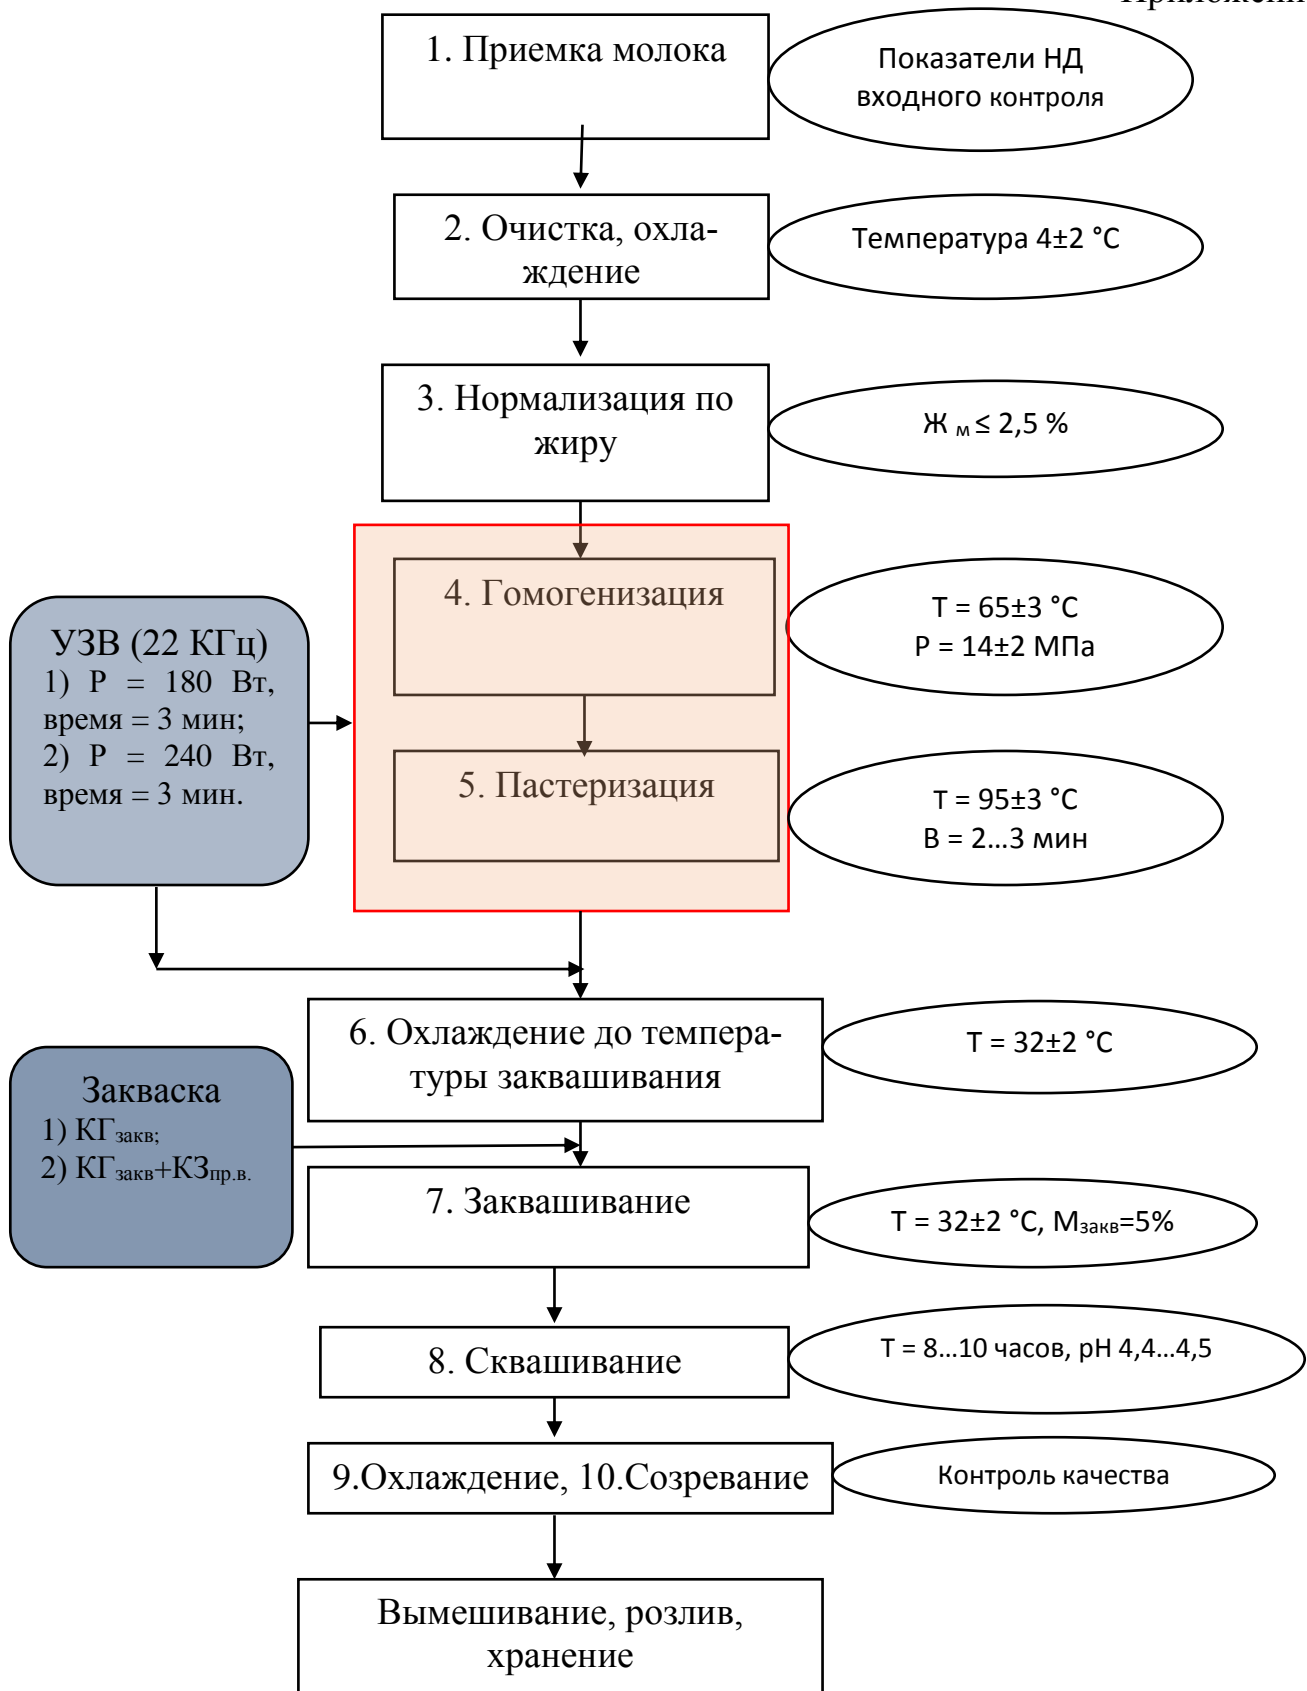 Приложени
1. Приемка молока
Показатели НД
входного контроля
2. Очистка, охла-
ждение
Температура 4±2 °C
3. Нормализация по
жиру
Ж м ≤ 2,5 %
4. Гомогенизация
T = 65±3 °C
P = 14±2 МПа
УЗВ (22 КГц)
1) P = 180 Вт,
время = 3 мин;
2) P = 240 Вт,
время = 3 мин.
5. Пастеризация
T = 95±3 °C
В = 2...3 мин
6. Охлаждение до темпера-
туры заквашивания
T = 32±2 °C
Закваска
1) КГзакв;
2) КГзакв+КЗпр.в.
7. Заквашивание
T = 32±2 °C, Mзакв=5%
8. Сквашивание
T = 8...10 часов, pH 4,4...4,5
9.Охлаждение, 10.Созревание
Контроль качества
Вымешивание, розлив,
хранение